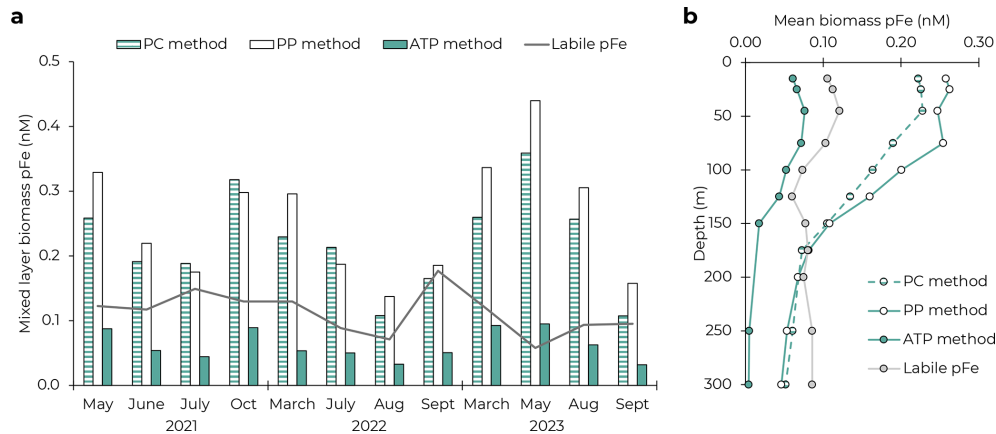 a
PC method PP method ATP method Labile pFe
Mixed layer biomass pFe (nM)
0.5
0.4
0.3
0.2
0.1
0.0
May June July Oct March July Aug Sept March May Aug Sept
2021 2022 2023
b
Mean biomass pFe (nM)
0.00 0.10 0.20 0.30
Depth (m)
0
50
100
150
200
250
300
PC method
PP method
ATP method
Labile pFe